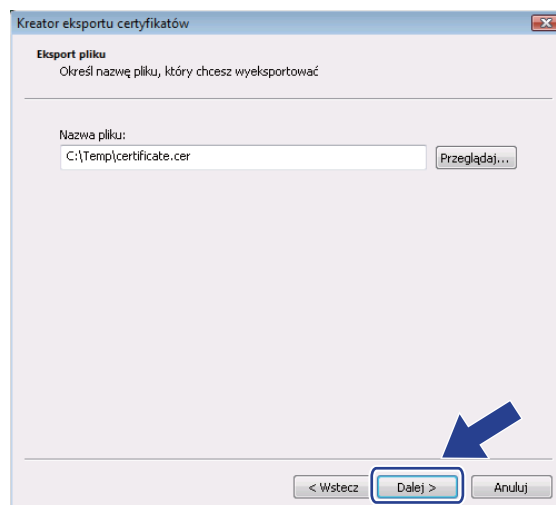 Kreator eksportu certyfikatów
Eksport pliku
Określ nazwę pliku, który chcesz wyeksportować
Nazwa pliku:
C:\Temp\certificate.cer
Przeglądaj...
< Wstecz Dalej > Anuluj